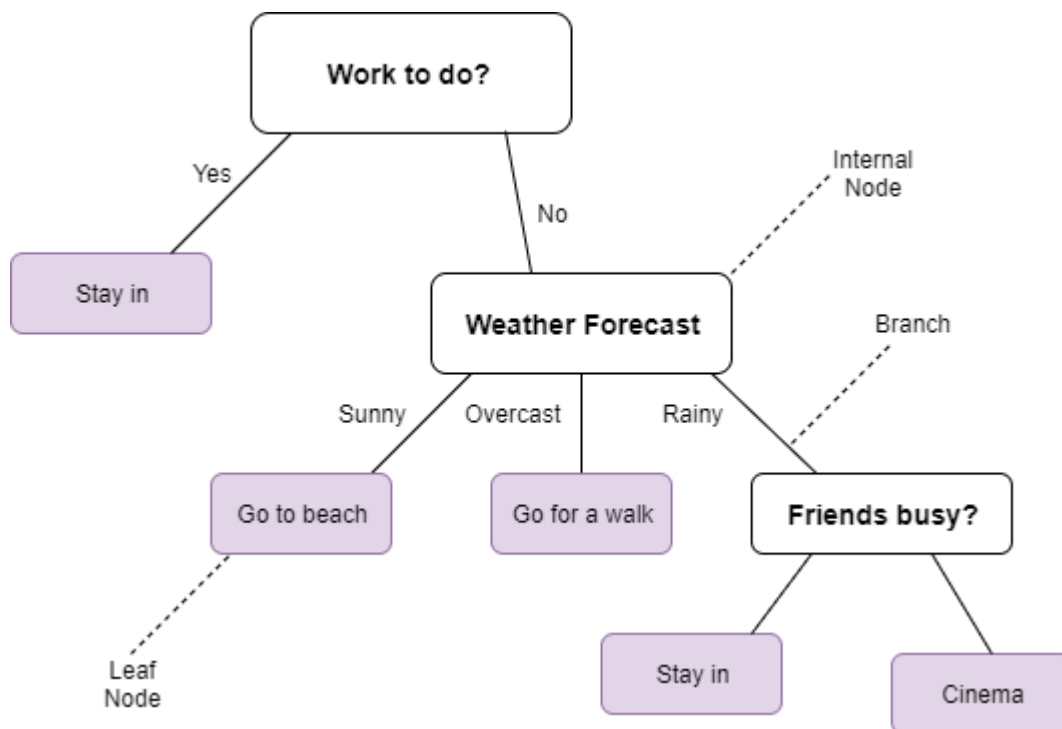 Work to do?
Yes
No
Internal
Node
Stay in
Weather Forecast
Branch
Sunny
Overcast
Rainy
Go to beach
Go for a walk
Friends busy?
Leaf
Node
Stay in
Cinema